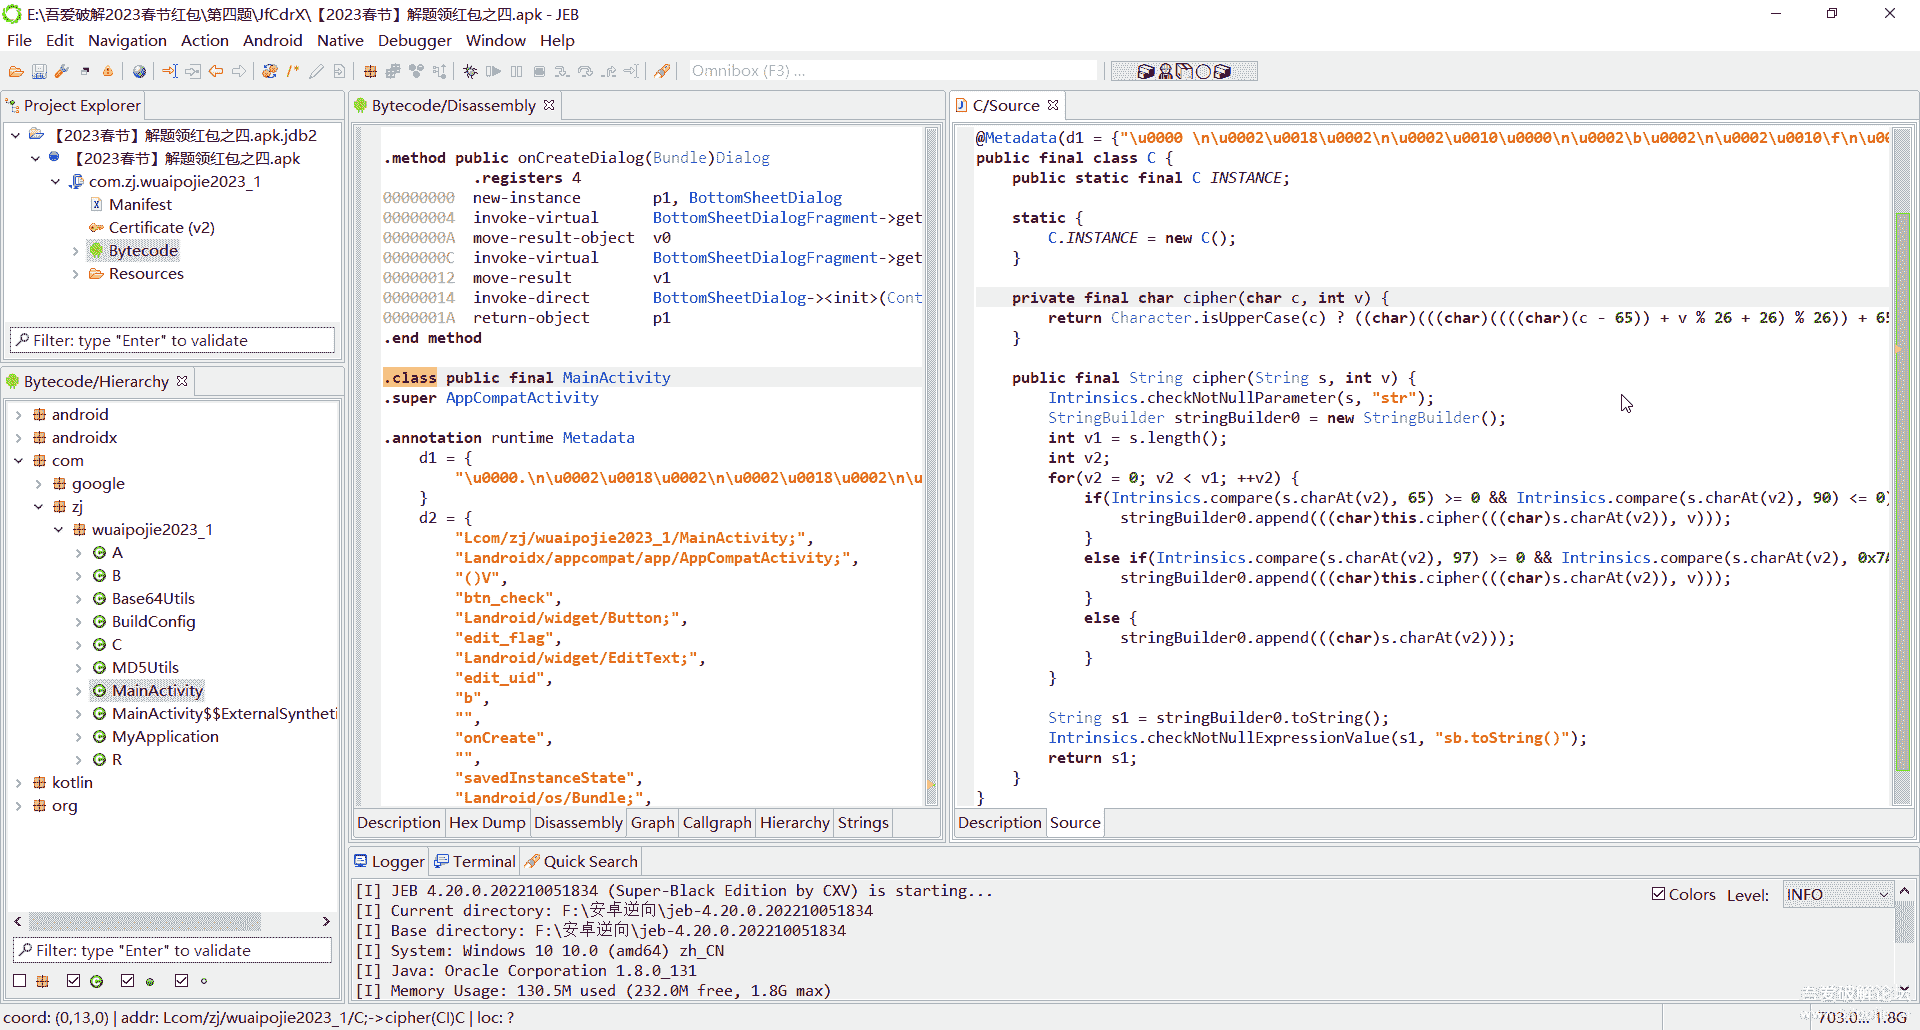 E:\吾爱破解2023春节红包\第四题\JfCdrX\【2023春节】解题领红包之四.apk - JEB
File Edit Navigation Action Android Native Debugger Window Help
Omnibox (F3) ...
Project Explorer
【2023春节】解题领红包之四.apk.jdb2
【2023春节】解题领红包之四.apk
com.zj.wuaipojie2023_1
Manifest
Certificate (v2)
Bytecode
Resources
Filter: type "Enter" to validate
Bytecode/Hierarchy
android
androidx
com
google
zj
wuaipojie2023_1
A
B
Base64Utils
BuildConfig
C
MD5Utils
MainActivity
MainActivity$$ExternalSyntheti
MyApplication
R
kotlin
org
Filter: type "Enter" to validate
Bytecode/Disassembly
.method public onCreateDialog(Bundle)Dialog
.registers 4
00000000 new-instance p1, BottomSheetDialog
00000004 invoke-virtual BottomSheetDialogFragment->get
0000000A move-result-object v0
0000000C invoke-virtual BottomSheetDialogFragment->get
00000012 move-result v1
00000014 invoke-direct BottomSheetDialog-><init>(Cont
0000001A return-object p1
.end method
.class public final MainActivity
.super AppCompatActivity
.annotation runtime Metadata
d1 = {
"\u0000.\n\u0002\u0018\u0002\n\u0002\u0018\u0002\n\u
}
d2 = {
"Lcom/zj/wuaipojie2023_1/MainActivity;",
"Landroidx/appcompat/app/AppCompatActivity;",
"()V",
"btn_check",
"Landroid/widget/Button;",
"edit_flag",
"Landroid/widget/EditText;",
"edit_uid",
"b",
"",
"onCreate",
"",
"savedInstanceState",
"Landroid/os/Bundle;",
Description Hex Dump Disassembly Graph Callgraph Hierarchy Strings
C/Source
@Metadata(d1 = {"\u0000 \n\u0002\u0018\u0002\n\u0002\u0010\u0000\n\u0002\b\u0002\n\u0002\u0010\f\n\u00
public final class C {
public static final C INSTANCE;
static {
C.INSTANCE = new C();
}
private final char cipher(char c, int v) {
return Character.isUpperCase(c) ? ((char)(((char)((((char)(c - 65)) + v % 26 + 26) % 26)) + 65
}
public final String cipher(String s, int v) {
Intrinsics.checkNotNullParameter(s, "str");
StringBuilder stringBuilder0 = new StringBuilder();
int v1 = s.length();
int v2;
for(v2 = 0; v2 < v1; ++v2) {
if(Intrinsics.compare(s.charAt(v2), 65) >= 0 && Intrinsics.compare(s.charAt(v2), 90) <= 0)
stringBuilder0.append(((char)this.cipher(((char)s.charAt(v2)), v)));
}
else if(Intrinsics.compare(s.charAt(v2), 97) >= 0 && Intrinsics.compare(s.charAt(v2), 0x7A
stringBuilder0.append(((char)this.cipher(((char)s.charAt(v2)), v)));
}
else {
stringBuilder0.append(((char)s.charAt(v2)));
}
}
String s1 = stringBuilder0.toString();
Intrinsics.checkNotNullExpressionValue(s1, "sb.toString()");
return s1;
}
}
Description Source
Logger Terminal Quick Search
[I] JEB 4.20.0.202210051834 (Super-Black Edition by CXV) is starting...
[I] Current directory: F:\安卓逆向\jeb-4.20.0.202210051834
[I] Base directory: F:\安卓逆向\jeb-4.20.0.202210051834
[I] System: Windows 10 10.0 (amd64) zh_CN
[I] Java: Oracle Corporation 1.8.0_131
[I] Memory Usage: 130.5M used (232.0M free, 1.8G max)
Colors Level: INFO
coord: (0,13,0) | addr: Lcom/zj/wuaipojie2023_1/C;->cipher(CI)C | loc: ?
703.0... 1.8G